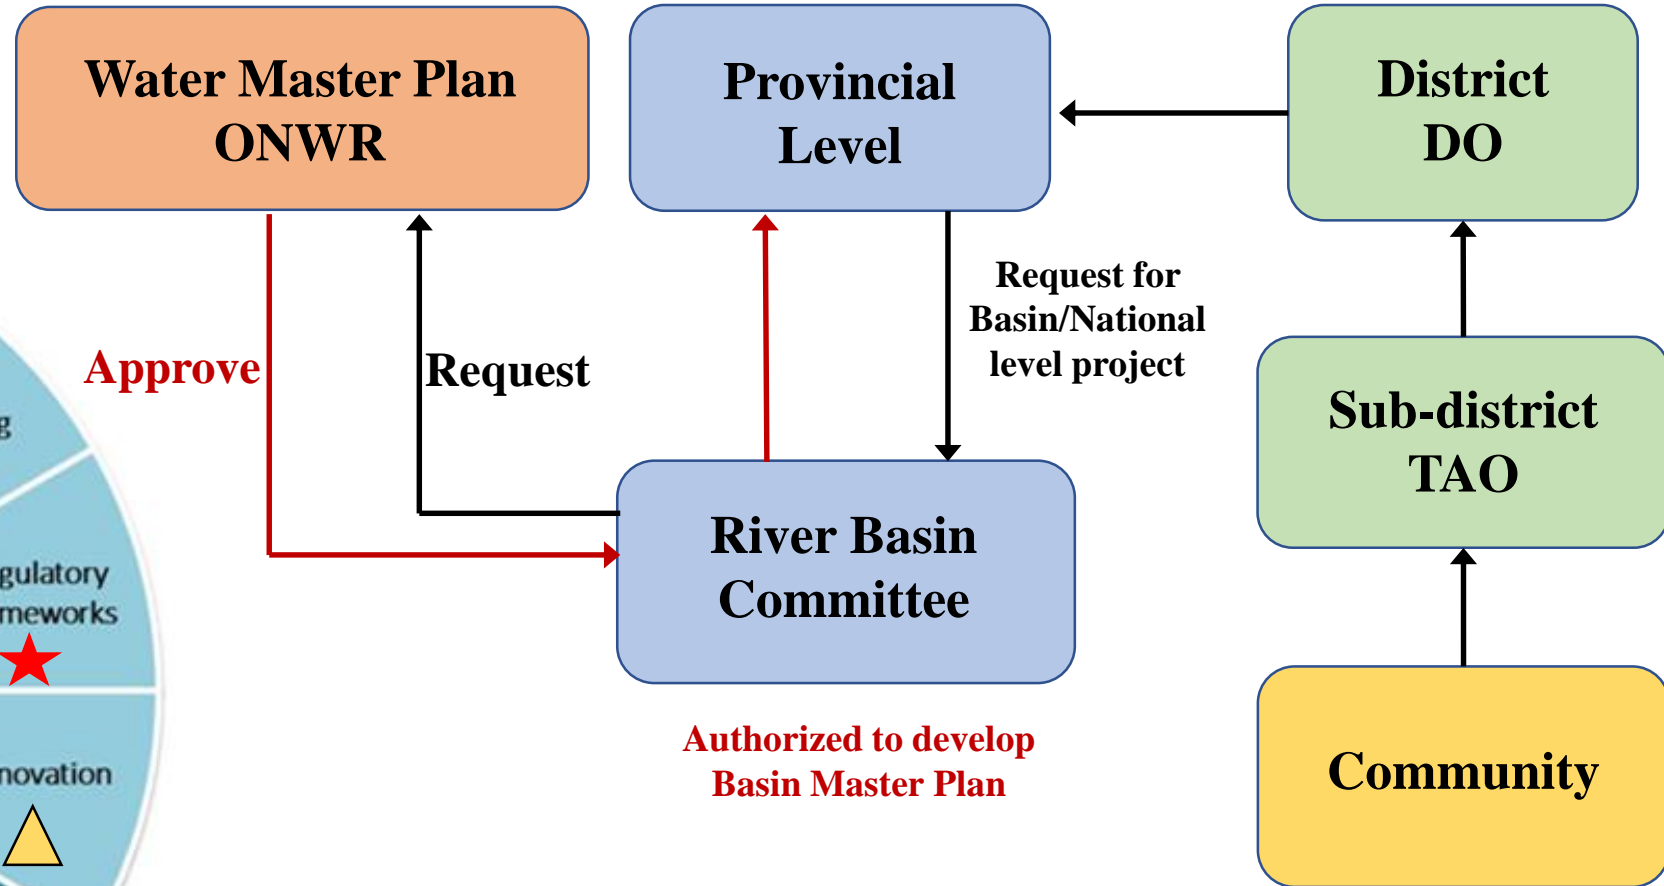 Water Master Plan
ONWR
Provincial
Level
District
DO
Request for
Basin/National
level project
Approve
Request
Sub-district
TAO
River Basin
Committee
Authorized to develop
Basin Master Plan
Community
g
gulatory
meworks
novation